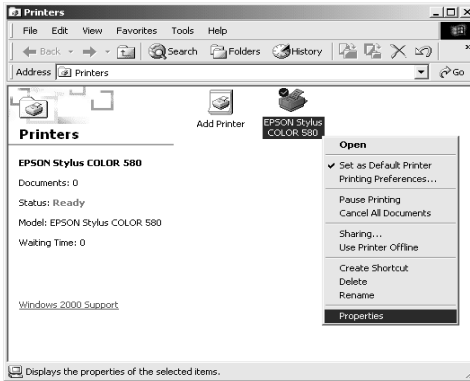 Printers
File Edit View Favorites Tools Help
Back Search Folders History
Address Printers Go
Printers
EPSON Stylus COLOR 580
Documents: 0
Status: Ready
Model: EPSON Stylus COLOR 580
Waiting Time: 0
Windows 2000 Support
Add Printer
EPSON Stylus
COLOR 580
Open
Set as Default Printer
Printing Preferences...
Pause Printing
Cancel All Documents
Sharing...
Use Printer Offline
Create Shortcut
Delete
Rename
Properties
Displays the properties of the selected items.